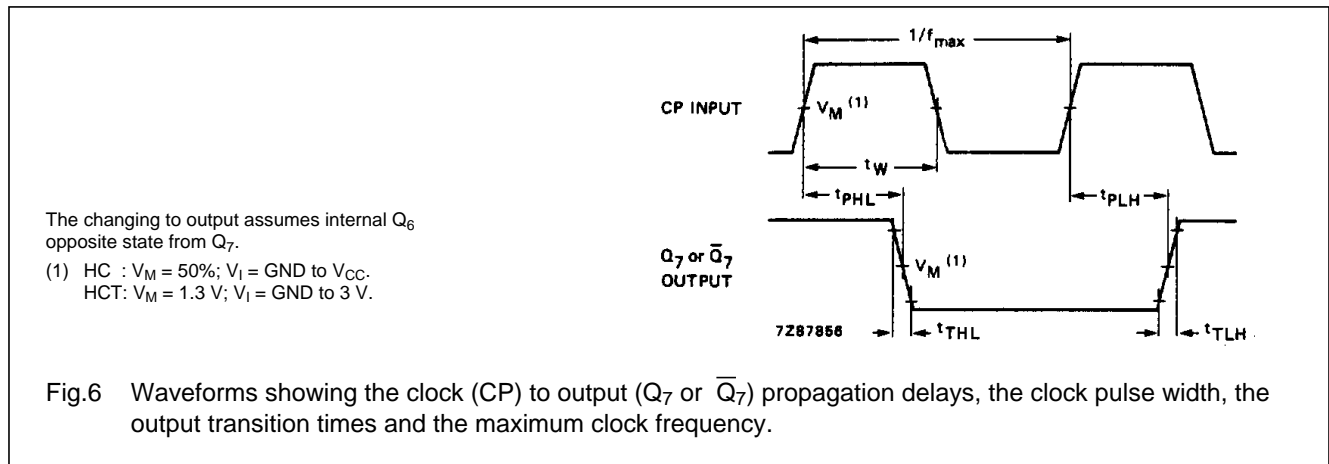 The changing to output assumes internal Q6
opposite state from Q7.
(1) HC : VM = 50%; VI = GND to VCC.
HCT: VM = 1.3 V; VI = GND to 3 V.
1/fmax
CP INPUT
VM (1)
tW
tPHL
tPLH
Q7 or Q̅7
OUTPUT
VM (1)
7Z87856
tTHL
tTLH
Fig.6 Waveforms showing the clock (CP) to output (Q7 or Q̅7) propagation delays, the clock pulse width, the
output transition times and the maximum clock frequency.